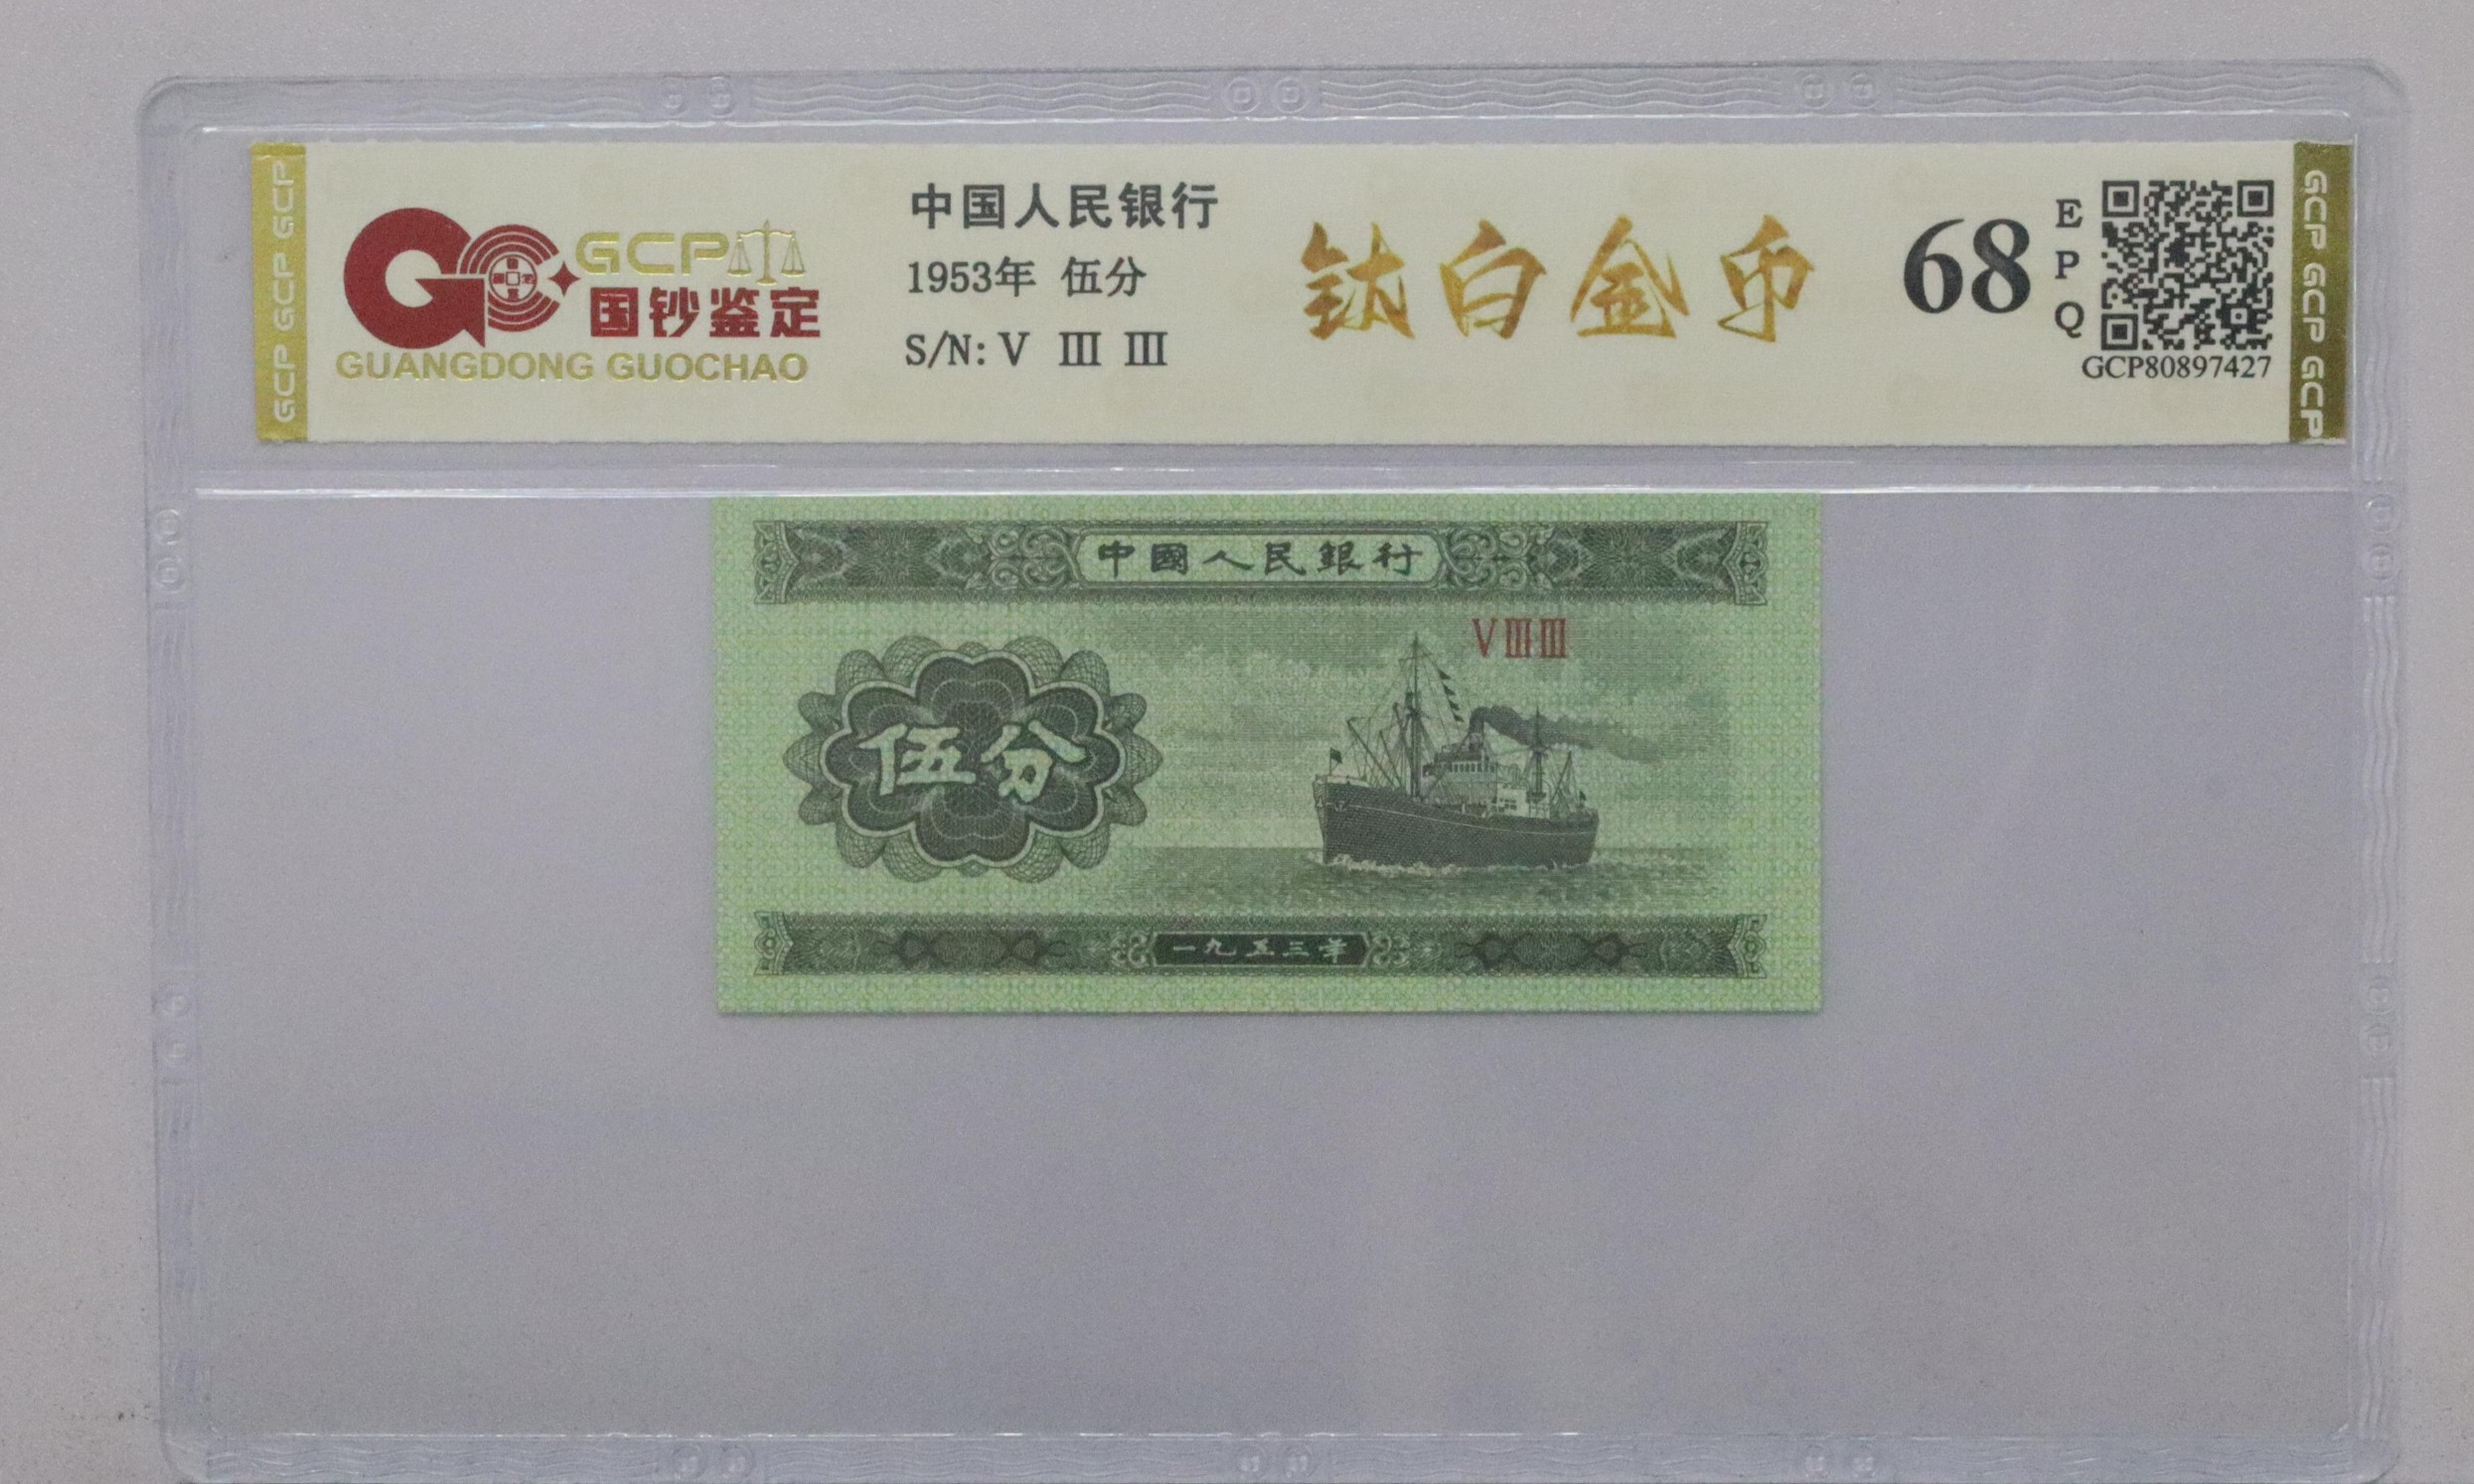 GCP GCP GCP
GCP
国钞鉴定
GUANGDONG GUOCHAO
中国人民银行
1953年 伍分
S/N: V III III
钛白金币
68
EPQ
GCP80897427
GCP GCP GCP
中國人民銀行
VIIIIII
伍分
一九五三年